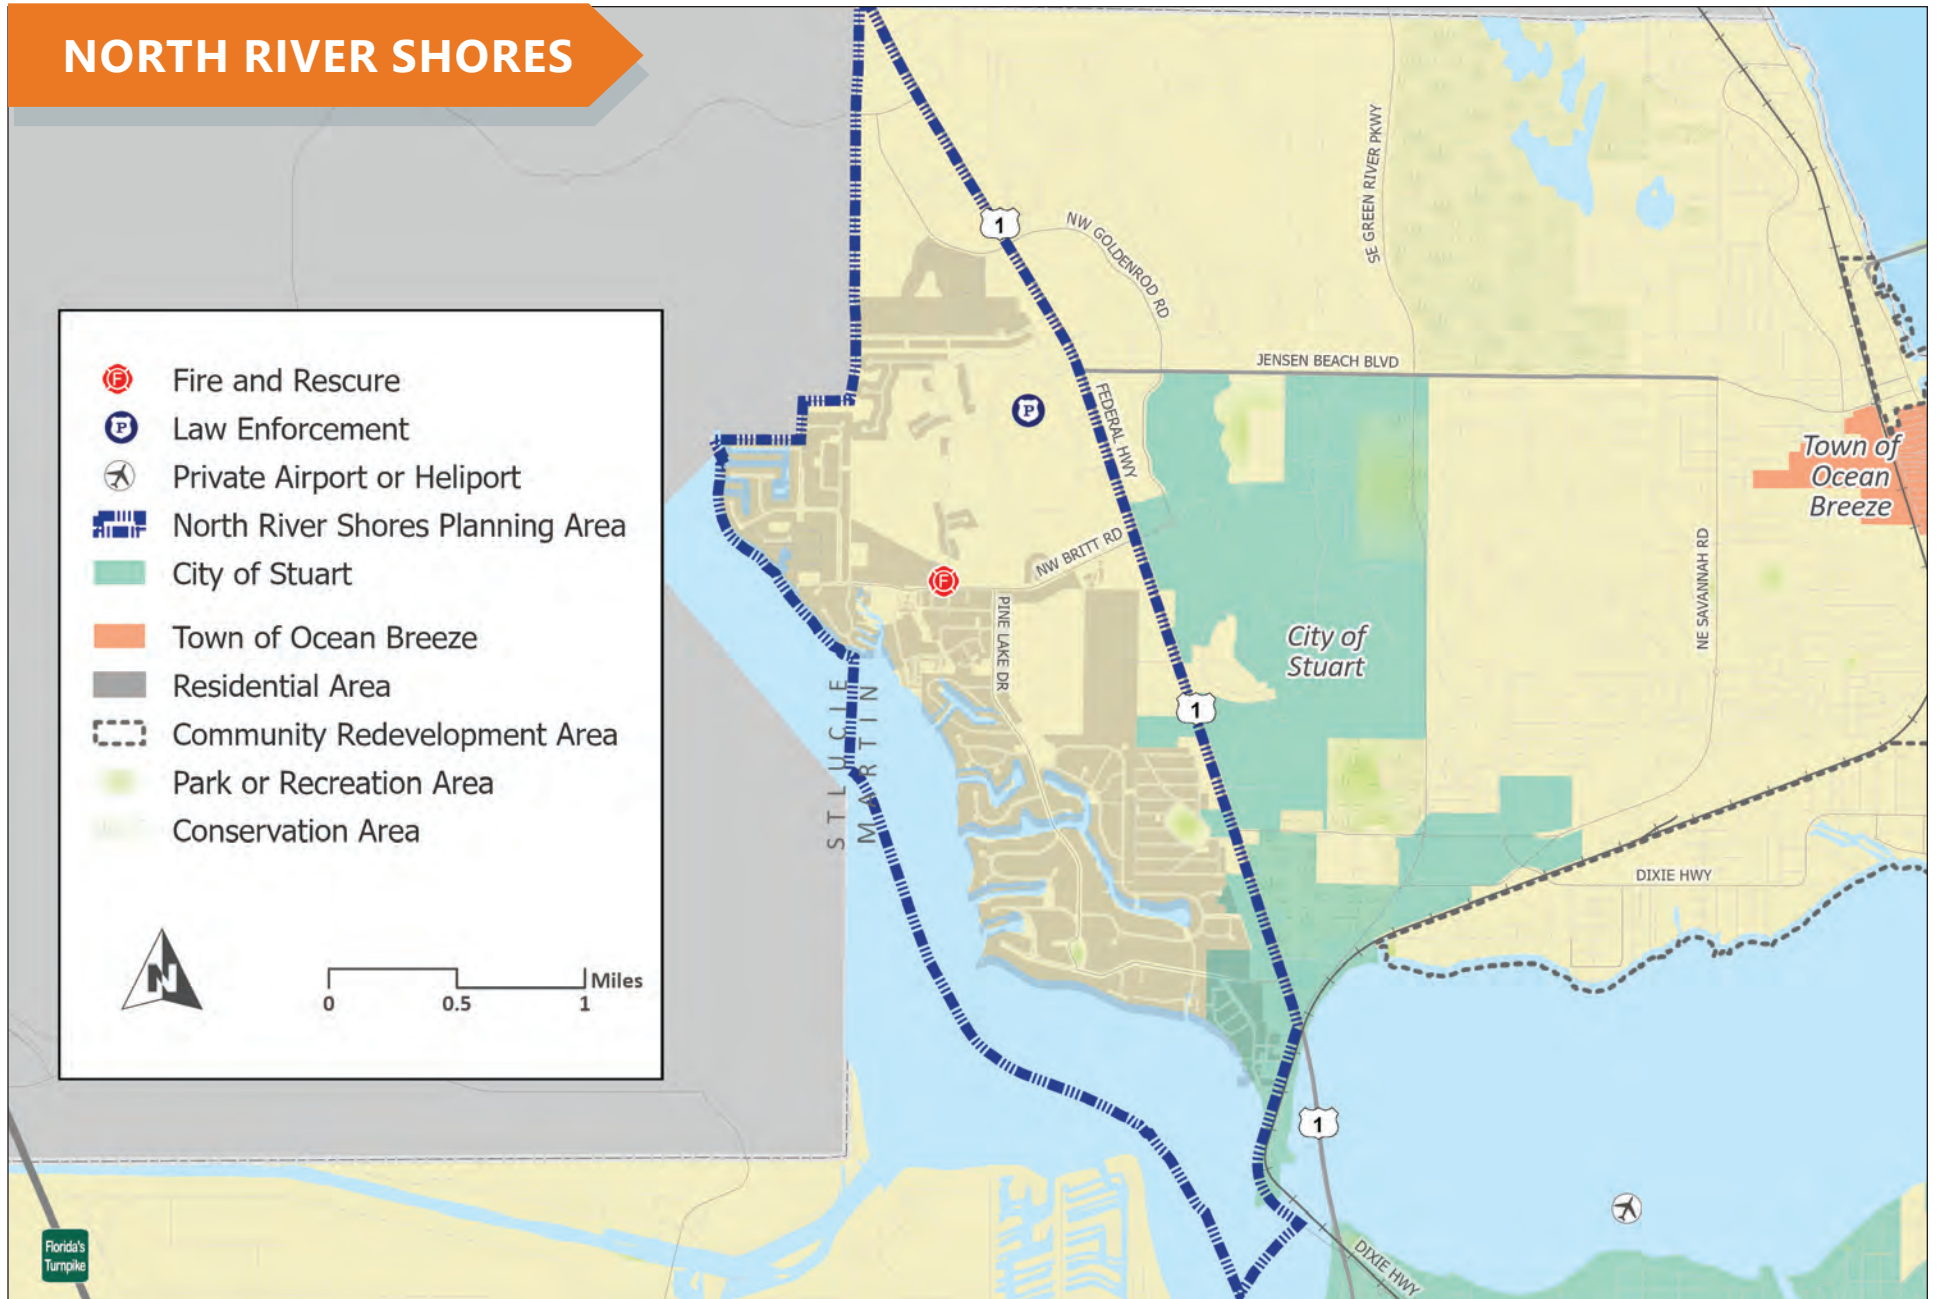 NORTH RIVER SHORES
F
Fire and Rescure
P
Law Enforcement
Private Airport or Heliport
North River Shores Planning Area
City of Stuart
Town of Ocean Breeze
Residential Area
Community Redevelopment Area
Park or Recreation Area
Conservation Area
N
0
0.5
1
Miles
1
NW GOLDENROD RD
SE GREEN RIVER PKWY
JENSEN BEACH BLVD
FEDERAL HWY
P
Town of
Ocean
Breeze
NW BRITT RD
F
PINE LAKE DR
NE SAVANNAH RD
City of
Stuart
1
ST LUCIE
MARTIN
DIXIE HWY
1
DIXIE HWY
Florida's
Turnpike